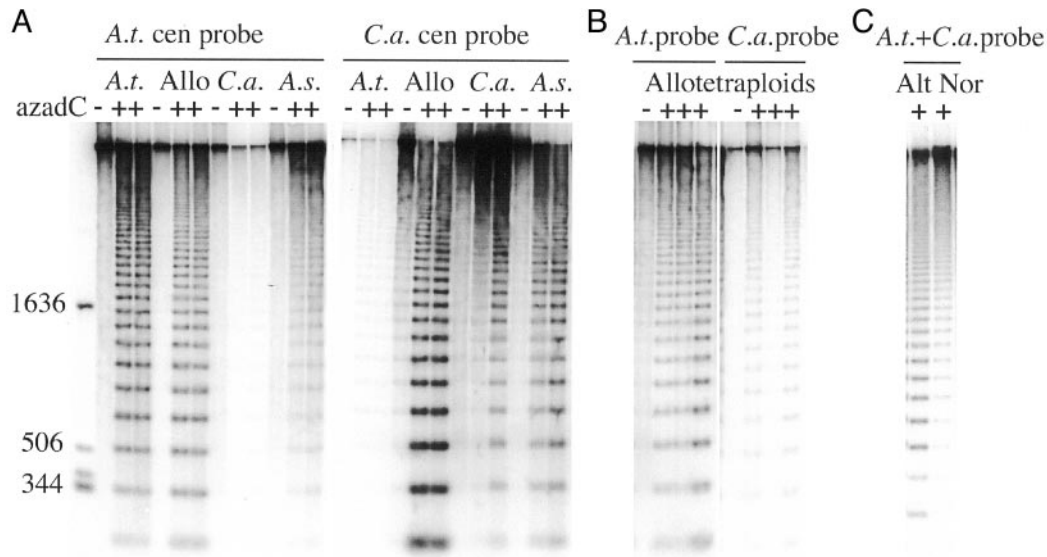 A
A.t. cen probe
C.a. cen probe
A.t. Allo C.a. A.s.
A.t. Allo C.a. A.s.
azadC - ++ - ++ - ++ - ++
- ++ - ++ - ++ - ++
1636
506
344
B
A.t.probe C.a.probe
Allotetraploids
- +++ - +++
C
A.t.+C.a.probe
Alt Nor
+ +